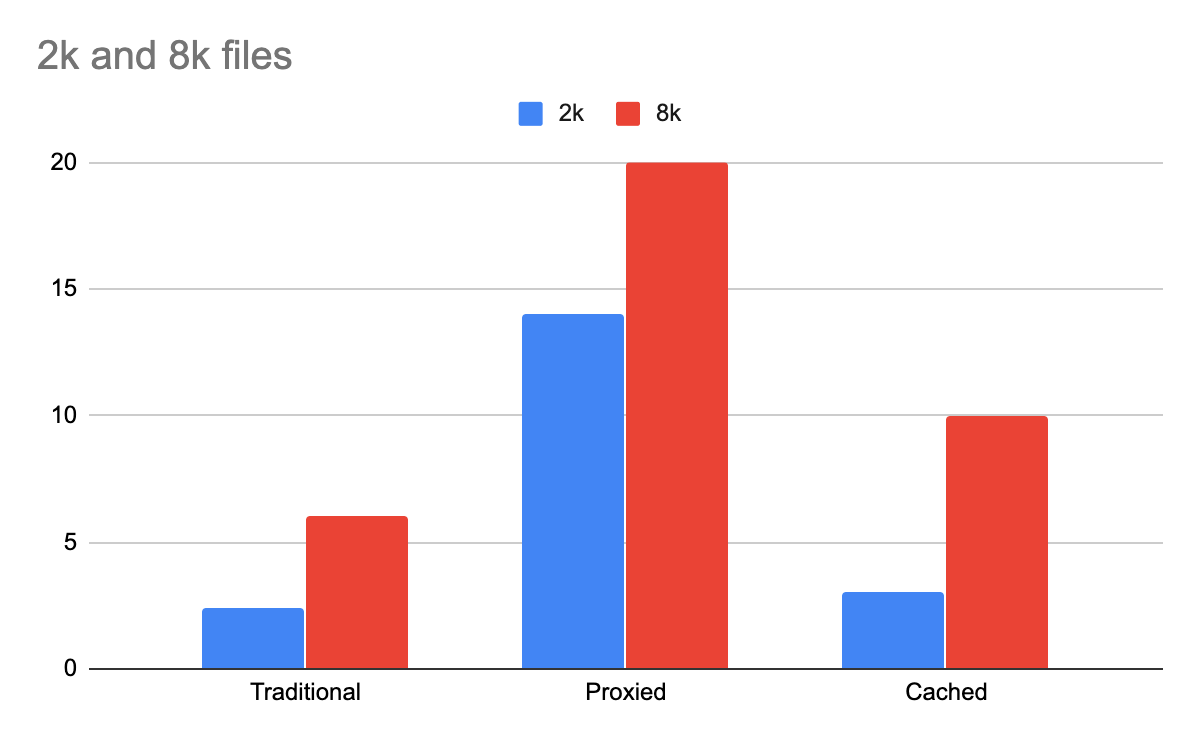 2k and 8k files
2k 8k
20
15
10
5
0
Traditional Proxied Cached